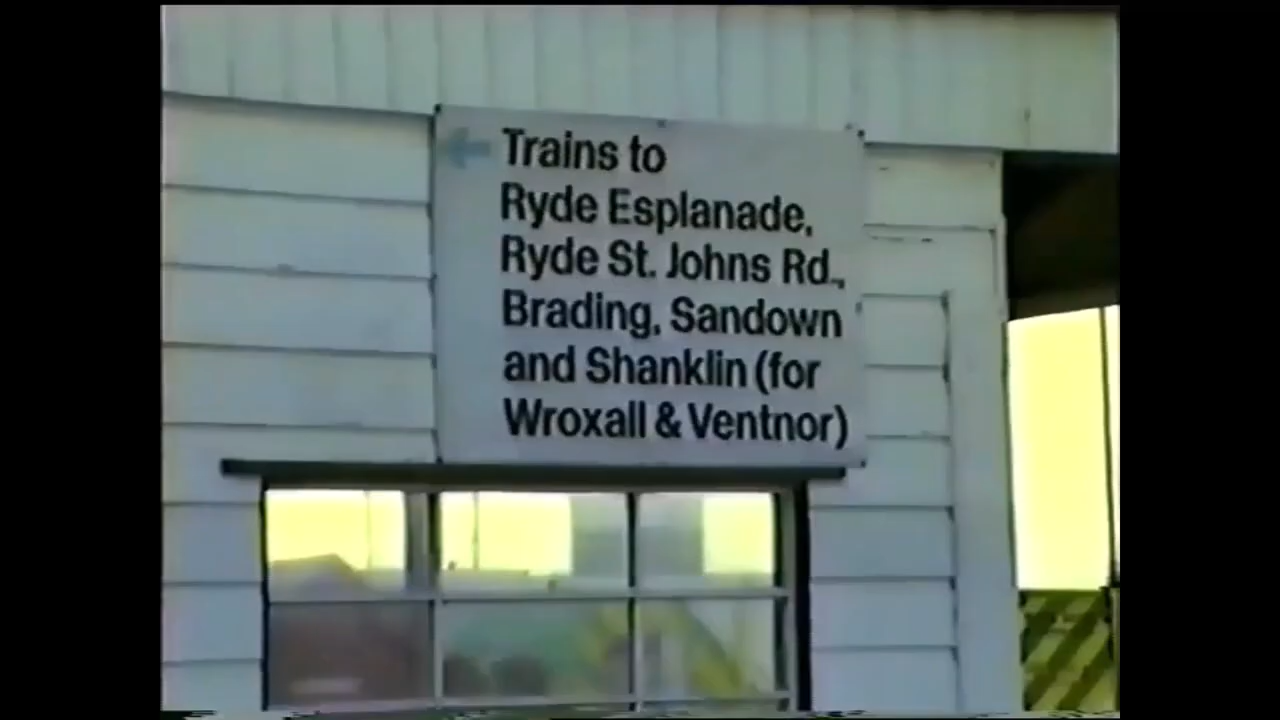 Trains to
Ryde Esplanade,
Ryde St. Johns Rd.,
Brading, Sandown
and Shanklin (for
Wroxall & Ventnor)